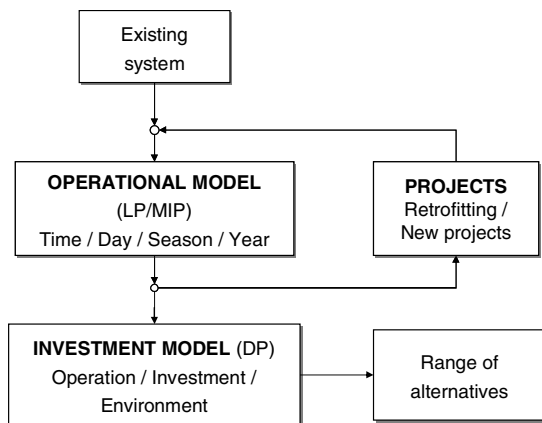 Existing
system
OPERATIONAL MODEL
(LP/MIP)
Time / Day / Season / Year
PROJECTS
Retrofitting /
New projects
INVESTMENT MODEL (DP)
Operation / Investment /
Environment
Range of
alternatives